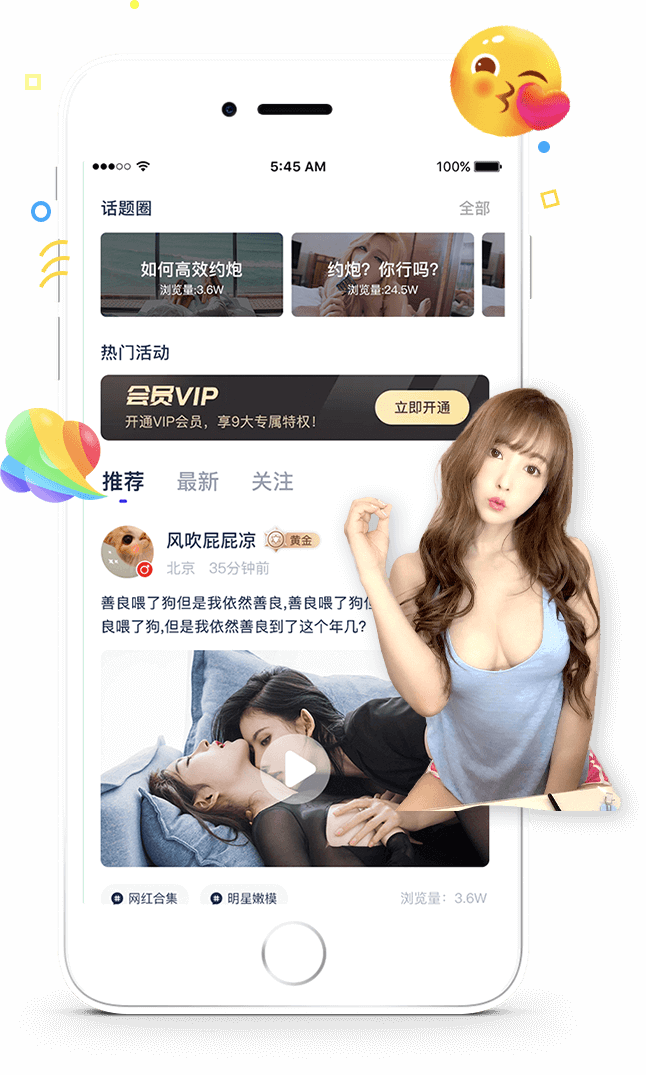 5:45 AM
100%
话题圈
全部
如何高效约炮
浏览量:3.6W
约炮？你行吗？
浏览量:24.5W
热门活动
会员VIP
开通VIP会员，享9大专属特权！
立即开通
推荐
最新
关注
风吹屁屁凉
黄金
北京 35分钟前
善良喂了狗但是我依然善良,善良喂了狗
良喂了狗,但是我依然善良到了这个年几?
网红合集
明星嫩模
浏览量：3.6W